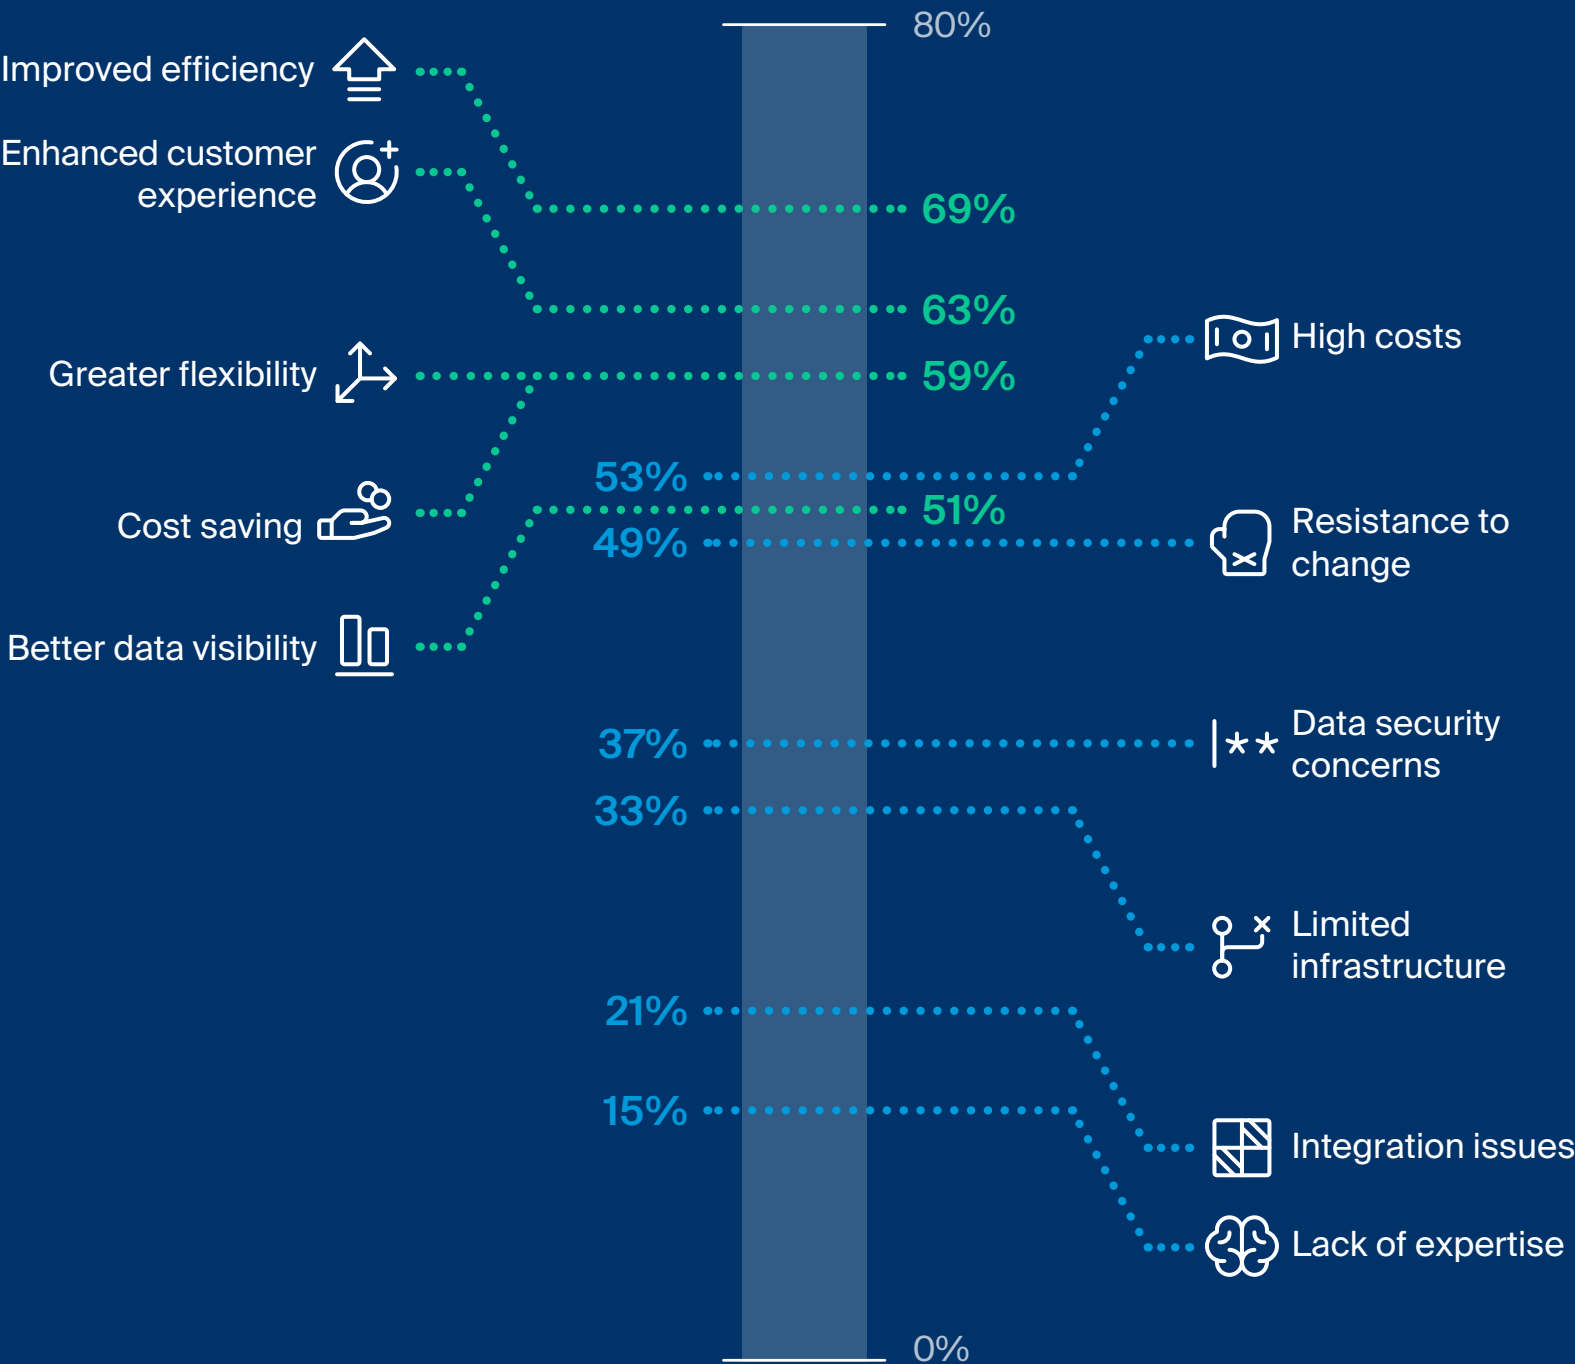 80%
Improved efficiency
Enhanced customer
experience
69%
63%
High costs
Greater flexibility
59%
53%
51%
Cost saving
49%
Resistance to
change
Better data visibility
37%
Data security
concerns
33%
Limited
infrastructure
21%
15%
Integration issues
Lack of expertise
0%